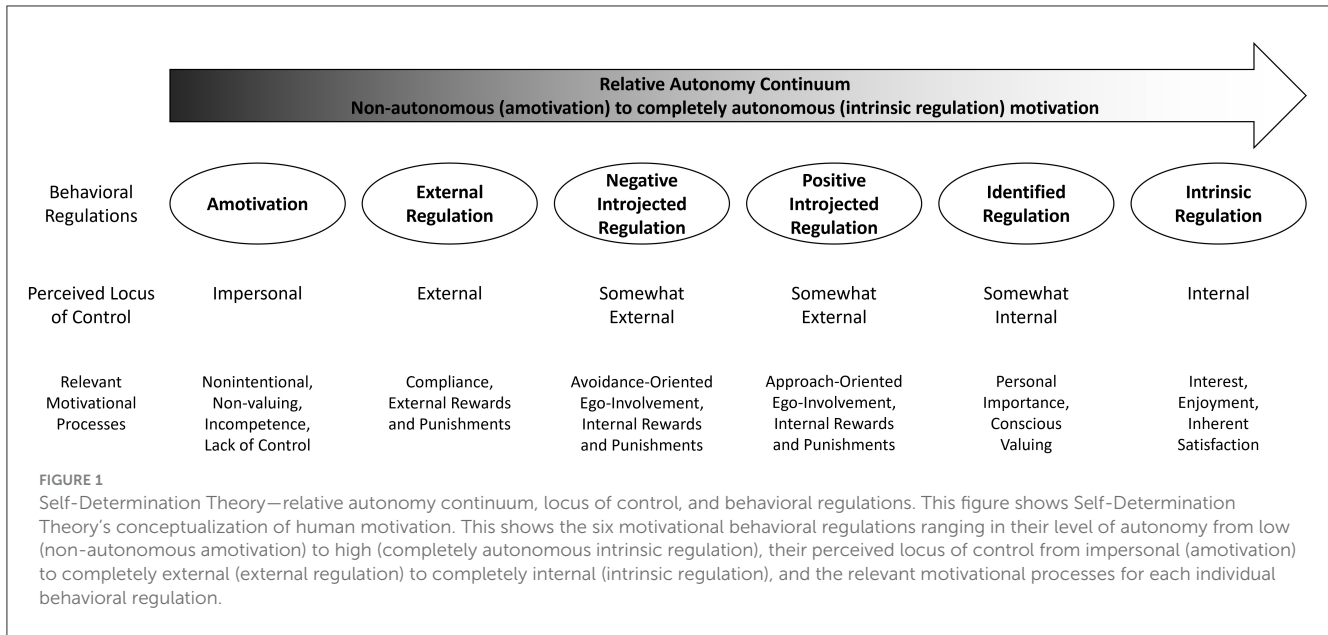 Relative Autonomy Continuum
Non-autonomous (amotivation) to completely autonomous (intrinsic regulation) motivation
Behavioral
Regulations
Amotivation
External
Regulation
Negative
Introjected
Regulation
Positive
Introjected
Regulation
Identified
Regulation
Intrinsic
Regulation
Perceived Locus
of Control
Impersonal
External
Somewhat
External
Somewhat
External
Somewhat
Internal
Internal
Relevant
Motivational
Processes
Nonintentional,
Non-valuing,
Incompetence,
Lack of Control
Compliance,
External Rewards
and Punishments
Avoidance-Oriented
Ego-Involvement,
Internal Rewards
and Punishments
Approach-Oriented
Ego-Involvement,
Internal Rewards
and Punishments
Personal
Importance,
Conscious
Valuing
Interest,
Enjoyment,
Inherent
Satisfaction
FIGURE 1
Self-Determination Theory—relative autonomy continuum, locus of control, and behavioral regulations. This figure shows Self-Determination
Theory's conceptualization of human motivation. This shows the six motivational behavioral regulations ranging in their level of autonomy from low
(non-autonomous amotivation) to high (completely autonomous intrinsic regulation), their perceived locus of control from impersonal (amotivation)
to completely external (external regulation) to completely internal (intrinsic regulation), and the relevant motivational processes for each individual
behavioral regulation.